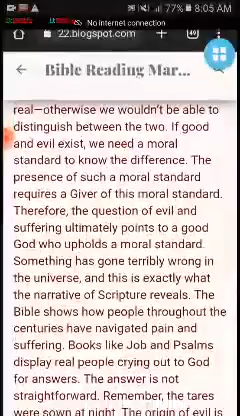 77% 8:05 AM
No internet connection
22.blogspot.com
Bible Reading Mar...
real—otherwise we wouldn't be able to
distinguish between the two. If good
and evil exist, we need a moral
standard to know the difference. The
presence of such a moral standard
requires a Giver of this moral standard.
Therefore, the question of evil and
suffering ultimately points to a good
God who upholds a moral standard.
Something has gone terribly wrong in
the universe, and this is exactly what
the narrative of Scripture reveals. The
Bible shows how people throughout the
centuries have navigated pain and
suffering. Books like Job and Psalms
display real people crying out to God
for answers. The answer is not
straightforward. Remember, the tares
were sown at night. The origin of evil is